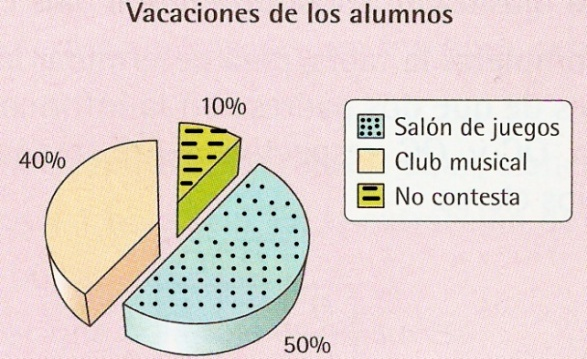 Vacaciones de los alumnos
10%
40%
Salón de juegos
Club musical
No contesta
50%